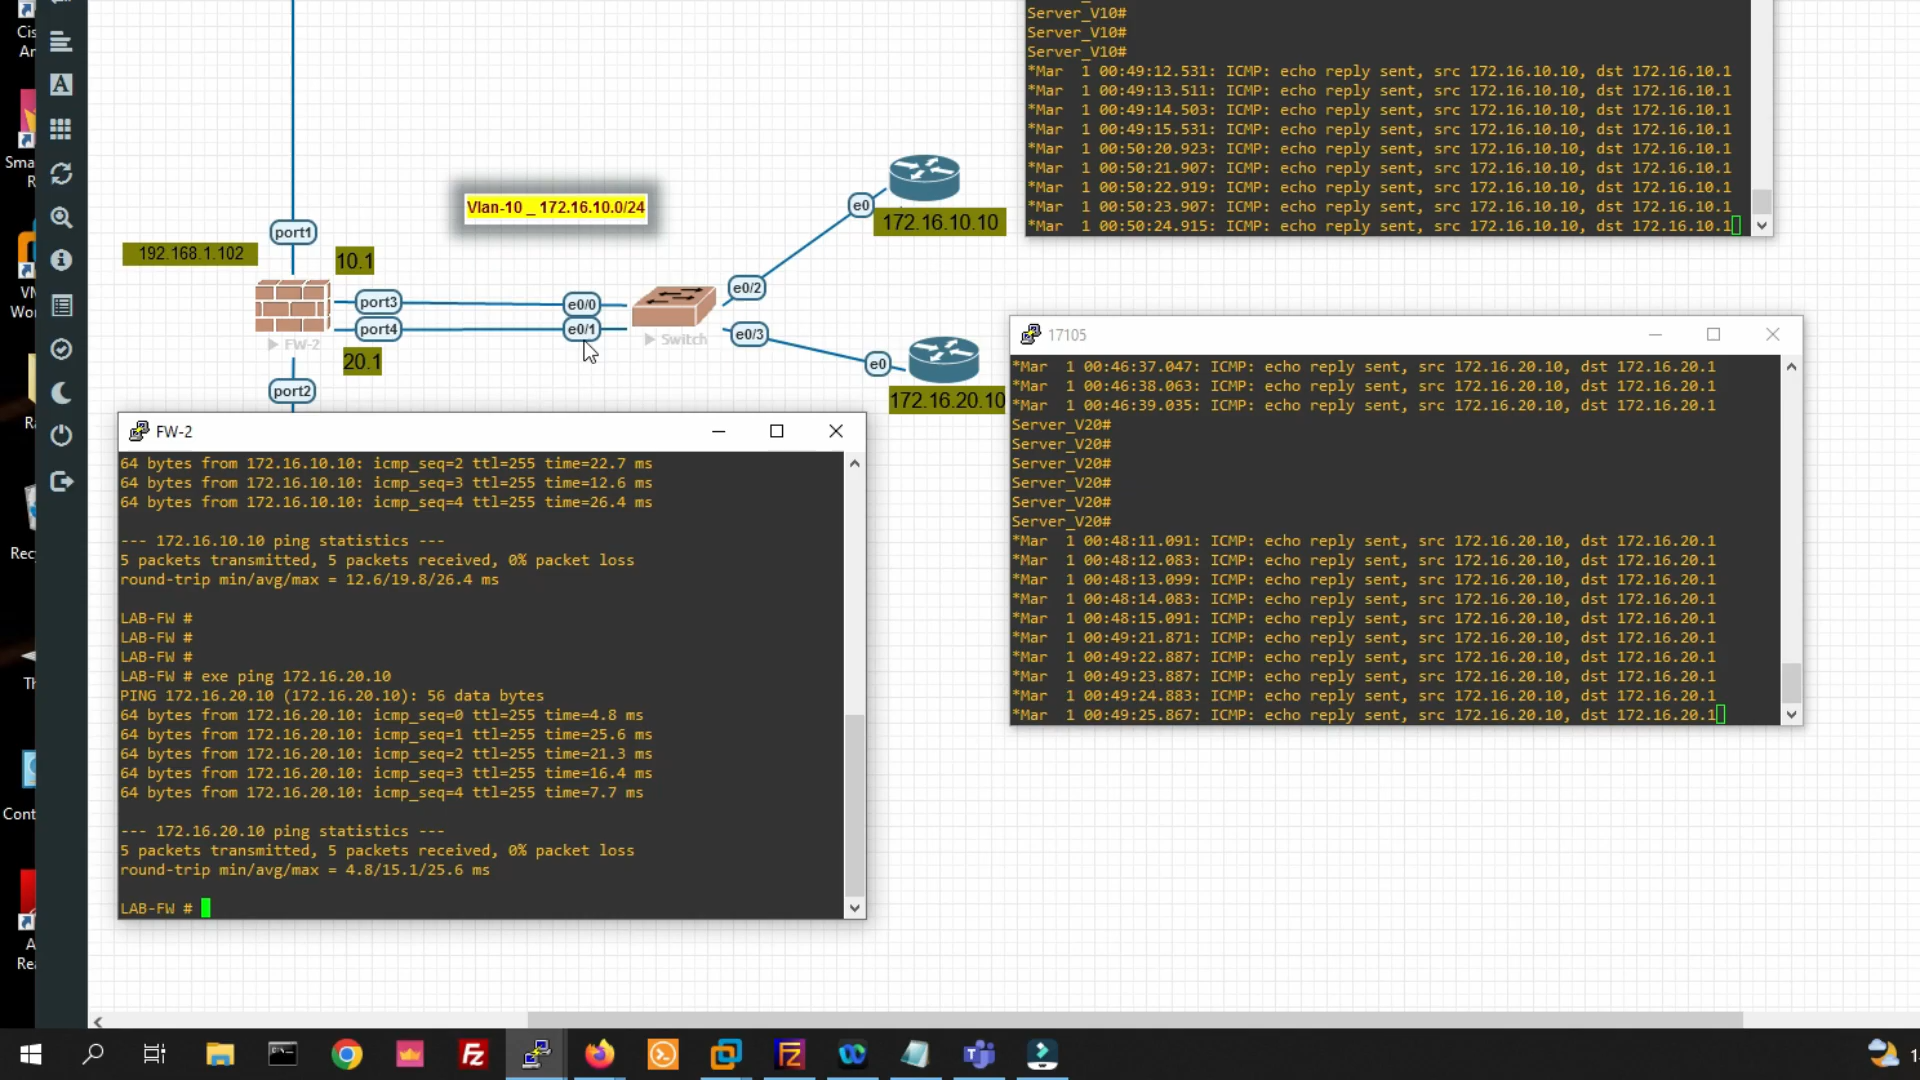 Cis
Ar
Sma
R
VM
Wor
Ra
Rec
Th
Cont
A
Rea
port1
192.168.1.102
10.1
Vlan-10 _ 172.16.10.0/24
port3
port4
e0/0
e0/1
e0/2
e0/3
e0
172.16.10.10
FW-2
20.1
Switch
e0
port2
172.16.20.10
Server_V10#
Server_V10#
Server_V10#
*Mar  1 00:49:12.531: ICMP: echo reply sent, src 172.16.10.10, dst 172.16.10.1
*Mar  1 00:49:13.511: ICMP: echo reply sent, src 172.16.10.10, dst 172.16.10.1
*Mar  1 00:49:14.503: ICMP: echo reply sent, src 172.16.10.10, dst 172.16.10.1
*Mar  1 00:49:15.531: ICMP: echo reply sent, src 172.16.10.10, dst 172.16.10.1
*Mar  1 00:50:20.923: ICMP: echo reply sent, src 172.16.10.10, dst 172.16.10.1
*Mar  1 00:50:21.907: ICMP: echo reply sent, src 172.16.10.10, dst 172.16.10.1
*Mar  1 00:50:22.919: ICMP: echo reply sent, src 172.16.10.10, dst 172.16.10.1
*Mar  1 00:50:23.907: ICMP: echo reply sent, src 172.16.10.10, dst 172.16.10.1
*Mar  1 00:50:24.915: ICMP: echo reply sent, src 172.16.10.10, dst 172.16.10.1
17105
*Mar  1 00:46:37.047: ICMP: echo reply sent, src 172.16.20.10, dst 172.16.20.1
*Mar  1 00:46:38.063: ICMP: echo reply sent, src 172.16.20.10, dst 172.16.20.1
*Mar  1 00:46:39.035: ICMP: echo reply sent, src 172.16.20.10, dst 172.16.20.1
Server_V20#
Server_V20#
Server_V20#
Server_V20#
Server_V20#
Server_V20#
*Mar  1 00:48:11.091: ICMP: echo reply sent, src 172.16.20.10, dst 172.16.20.1
*Mar  1 00:48:12.083: ICMP: echo reply sent, src 172.16.20.10, dst 172.16.20.1
*Mar  1 00:48:13.099: ICMP: echo reply sent, src 172.16.20.10, dst 172.16.20.1
*Mar  1 00:48:14.083: ICMP: echo reply sent, src 172.16.20.10, dst 172.16.20.1
*Mar  1 00:48:15.091: ICMP: echo reply sent, src 172.16.20.10, dst 172.16.20.1
*Mar  1 00:49:21.871: ICMP: echo reply sent, src 172.16.20.10, dst 172.16.20.1
*Mar  1 00:49:22.887: ICMP: echo reply sent, src 172.16.20.10, dst 172.16.20.1
*Mar  1 00:49:23.887: ICMP: echo reply sent, src 172.16.20.10, dst 172.16.20.1
*Mar  1 00:49:24.883: ICMP: echo reply sent, src 172.16.20.10, dst 172.16.20.1
*Mar  1 00:49:25.867: ICMP: echo reply sent, src 172.16.20.10, dst 172.16.20.1
FW-2
64 bytes from 172.16.10.10: icmp_seq=2 ttl=255 time=22.7 ms
64 bytes from 172.16.10.10: icmp_seq=3 ttl=255 time=12.6 ms
64 bytes from 172.16.10.10: icmp_seq=4 ttl=255 time=26.4 ms
--- 172.16.10.10 ping statistics ---
5 packets transmitted, 5 packets received, 0% packet loss
round-trip min/avg/max = 12.6/19.8/26.4 ms
LAB-FW #
LAB-FW #
LAB-FW #
LAB-FW # exe ping 172.16.20.10
PING 172.16.20.10 (172.16.20.10): 56 data bytes
64 bytes from 172.16.20.10: icmp_seq=0 ttl=255 time=4.8 ms
64 bytes from 172.16.20.10: icmp_seq=1 ttl=255 time=25.6 ms
64 bytes from 172.16.20.10: icmp_seq=2 ttl=255 time=21.3 ms
64 bytes from 172.16.20.10: icmp_seq=3 ttl=255 time=16.4 ms
64 bytes from 172.16.20.10: icmp_seq=4 ttl=255 time=7.7 ms
--- 172.16.20.10 ping statistics ---
5 packets transmitted, 5 packets received, 0% packet loss
round-trip min/avg/max = 4.8/15.1/25.6 ms
LAB-FW #